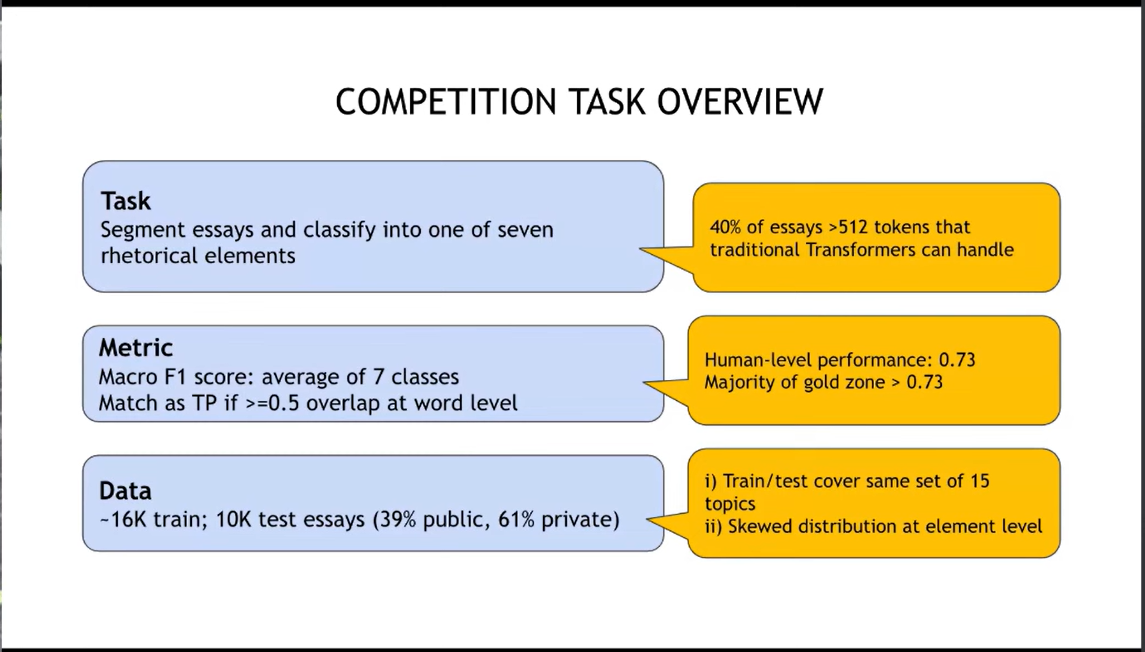 COMPETITION TASK OVERVIEW
Task
Segment essays and classify into one of seven
rhetorical elements
40% of essays >512 tokens that
traditional Transformers can handle
Metric
Macro F1 score: average of 7 classes
Match as TP if >=0.5 overlap at word level
Human-level performance: 0.73
Majority of gold zone > 0.73
Data
~16K train; 10K test essays (39% public, 61% private)
i) Train/test cover same set of 15
topics
ii) Skewed distribution at element level